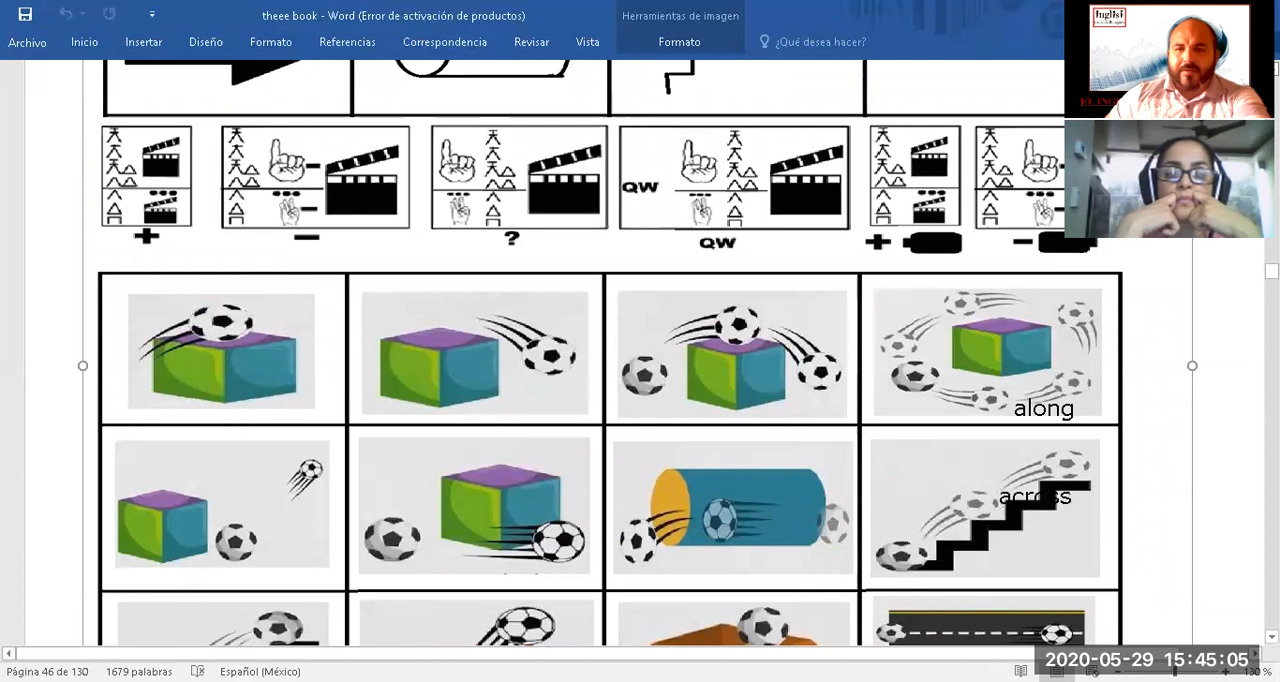 theee book - Word (Error de activación de productos)
Herramientas de imagen
Archivo
Inicio
Insertar
Diseño
Formato
Referencias
Correspondencia
Revisar
Vista
Formato
¿Qué desea hacer?
Inglisi
QW
+
−
?
QW
+
−
along
across
Página 46 de 130
1679 palabras
Español (México)
130 %
2020-05-29 15:45:05